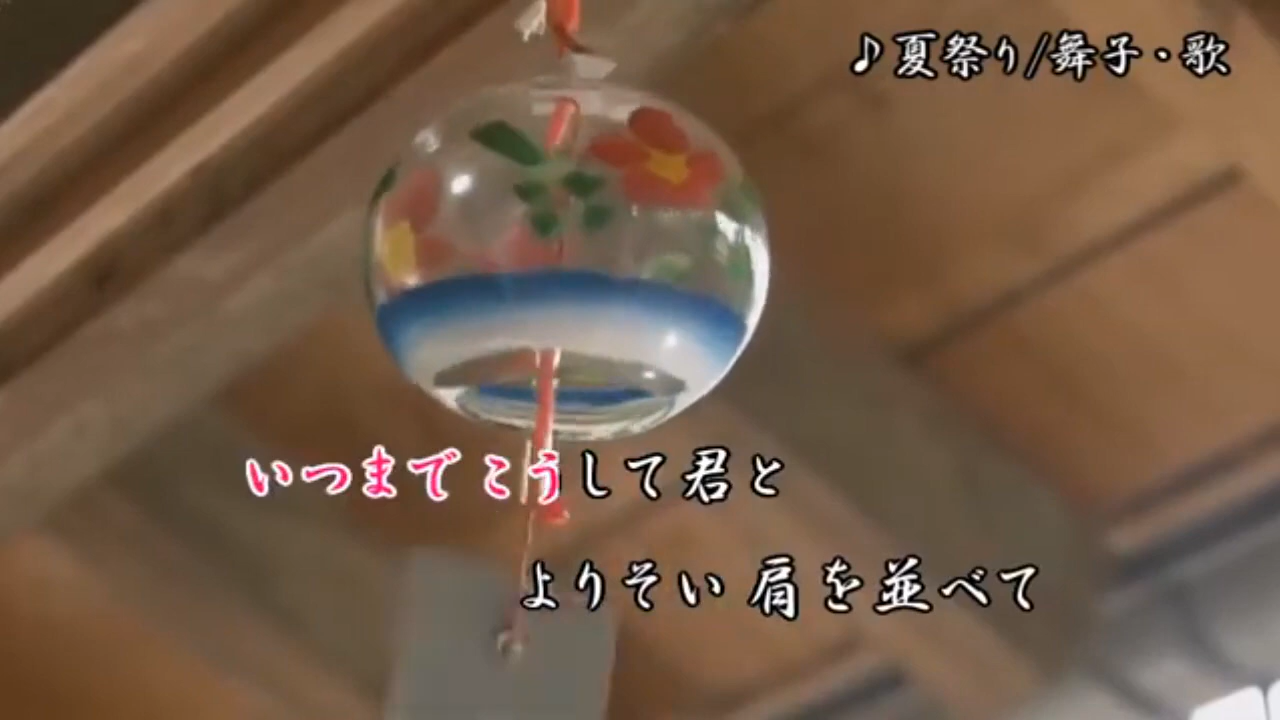 ♪夏祭り/舞子・歌
いつまで こうして君と
よりそい 肩を並べて